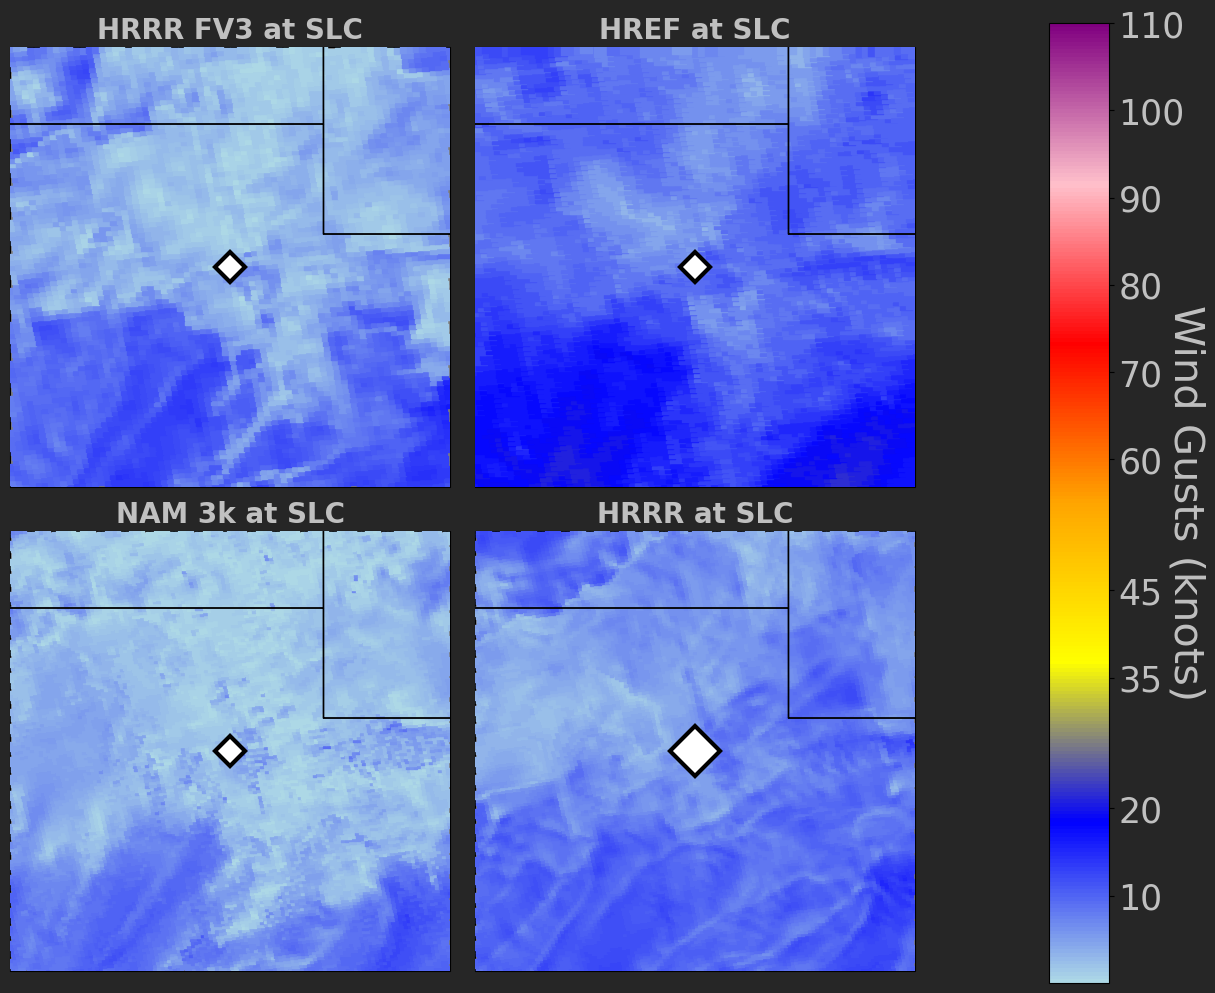 HRRR FV3 at SLC
HREF at SLC
NAM 3k at SLC
HRRR at SLC
110
100
90
80
70
60
45
35
20
10
Wind Gusts (knots)